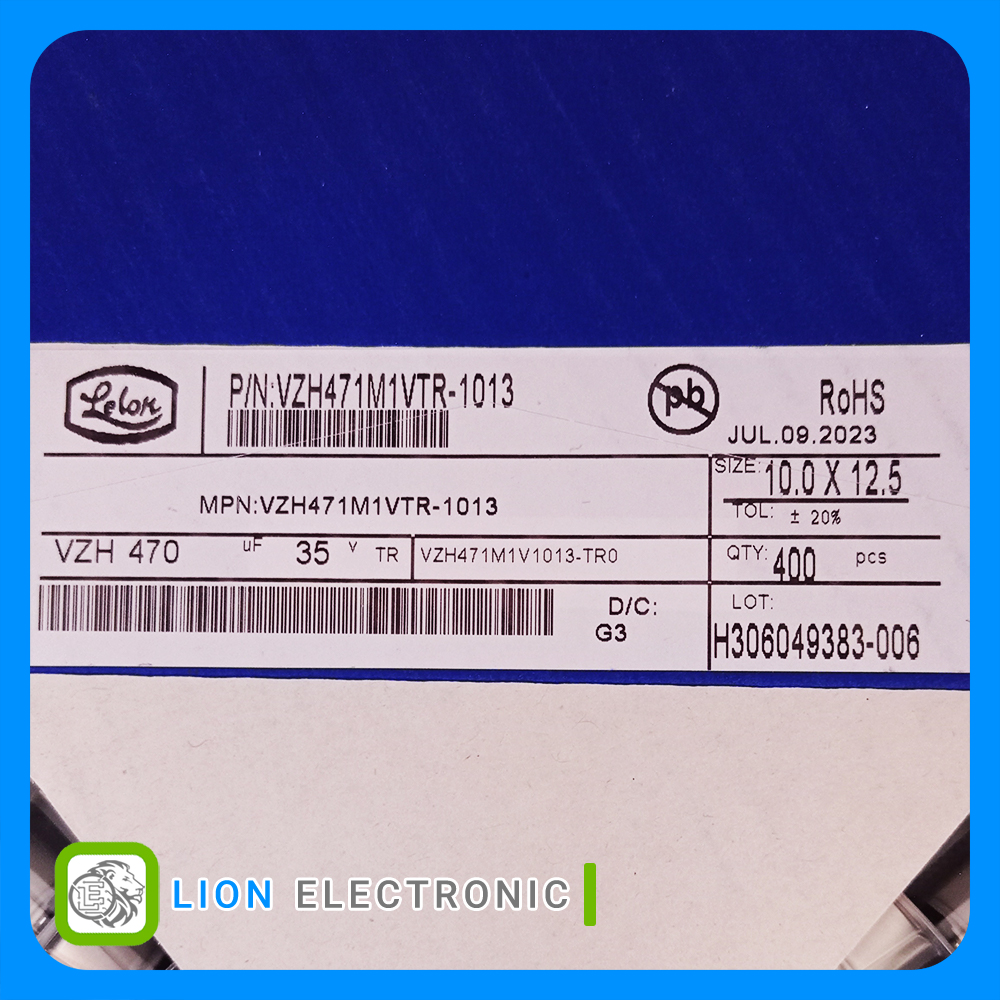 Lelon
P/N:VZH471M1VTR-1013
pb
RoHS
JUL.09.2023
SIZE: 10.0 X 12.5
MPN:VZH471M1VTR-1013
TOL: ± 20%
VZH 470 uF 35 V TR
VZH471M1V1013-TR0
QTY: 400 pcs
D/C:
G3
LOT:
H306049383-006
LE
LION ELECTRONIC